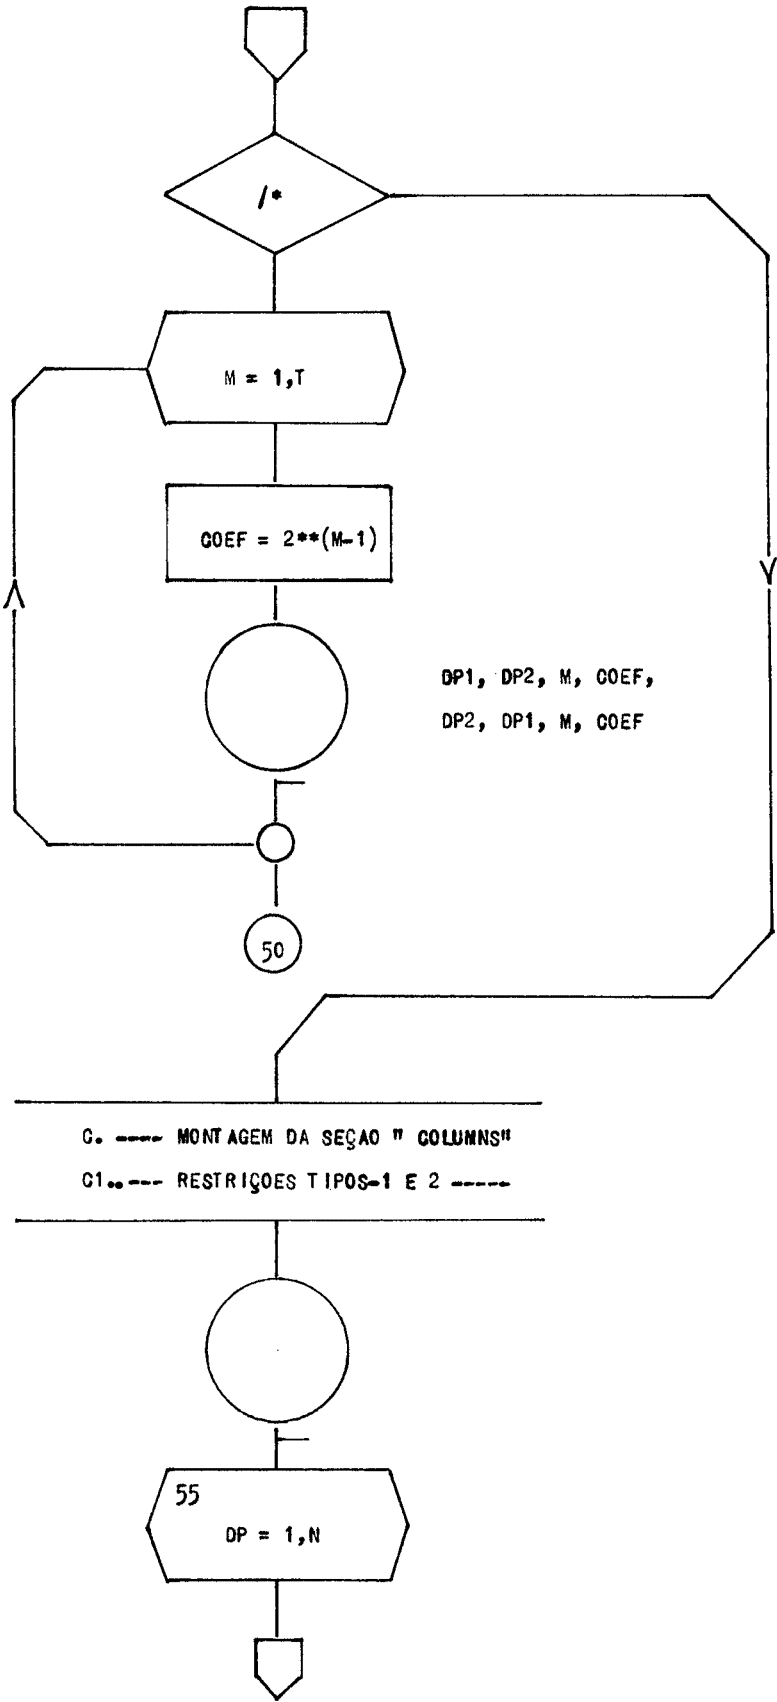 /*
M = 1,T
COEF = 2**(M-1)
DP1, DP2, M, COEF,
DP2, DP1, M, COEF
50
C. ---- MONTAGEM DA SEÇAO " COLUMNS"
C1..--- RESTRIÇOES TIPOS-1 E 2 -----
55
DP = 1,N